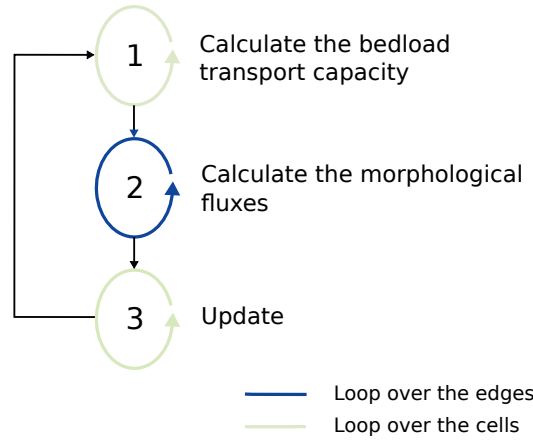 1
Calculate the bedload
transport capacity
2
Calculate the morphological
fluxes
3
Update
Loop over the edges
Loop over the cells